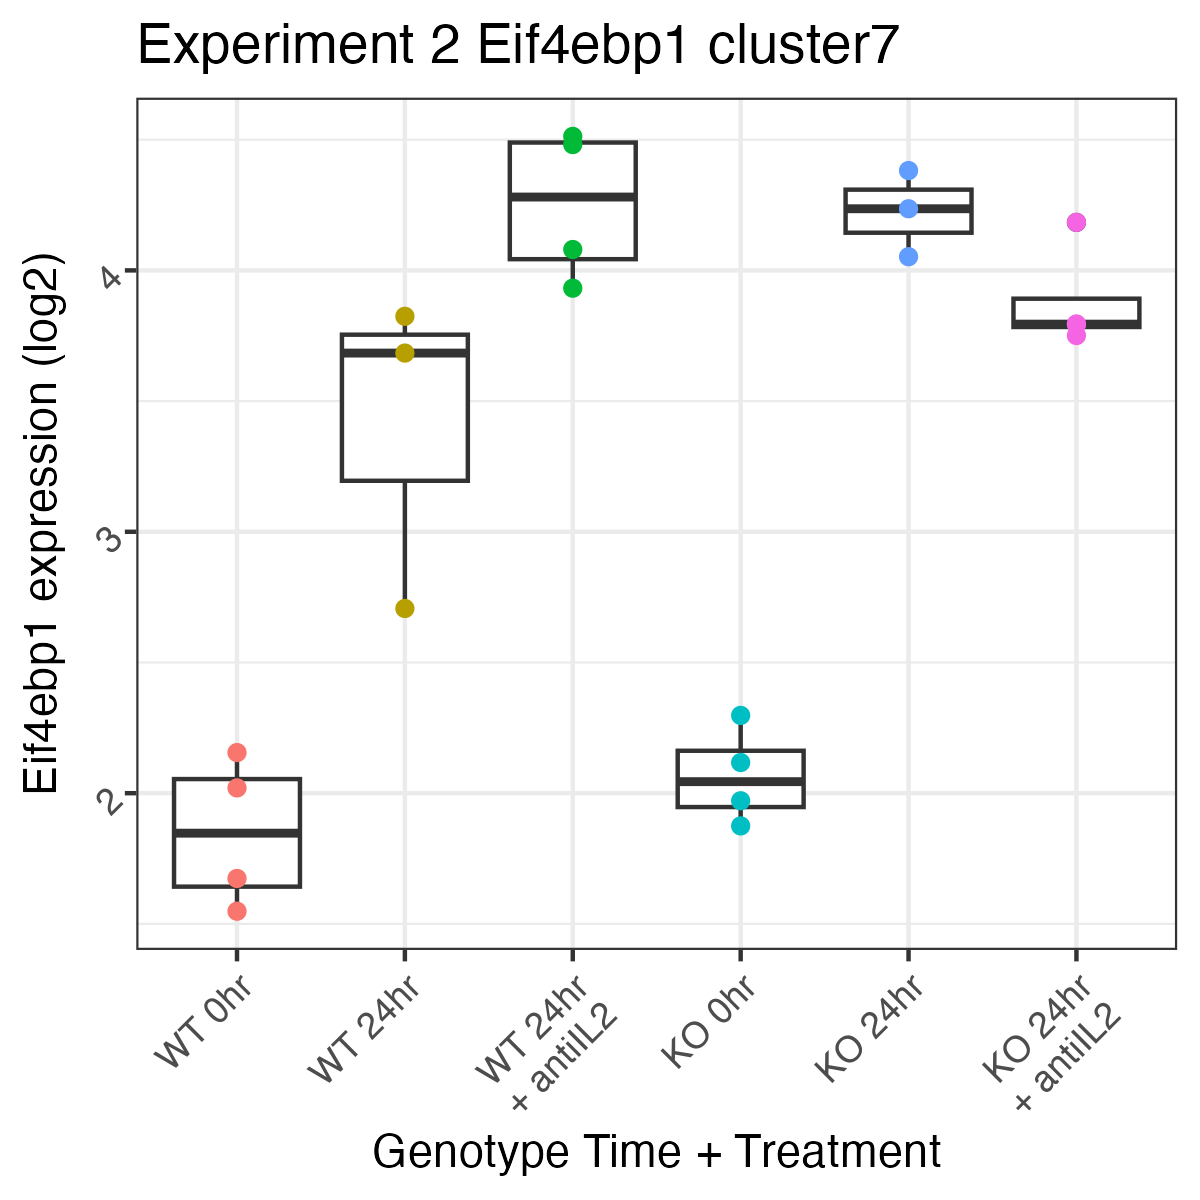 Experiment 2 Eif4ebp1 cluster7
Eif4ebp1 expression (log2)
4
3
2
WT 0hr
WT 24hr
WT 24hr
+ antiIL2
KO 0hr
KO 24hr
KO 24hr
+ antiIL2
Genotype Time + Treatment